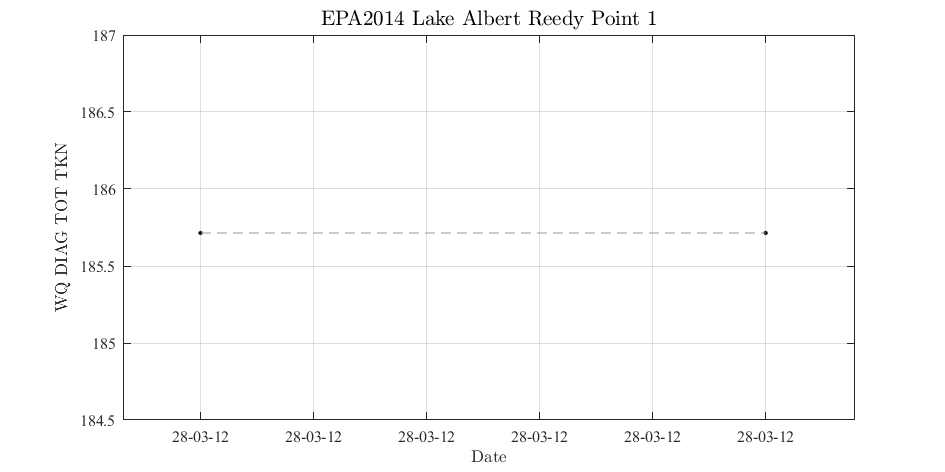 EPA2014 Lake Albert Reedy Point 1
187
186.5
186
185.5
185
184.5
WQ DIAG TOT TKN
28-03-12 28-03-12 28-03-12 28-03-12 28-03-12 28-03-12
Date